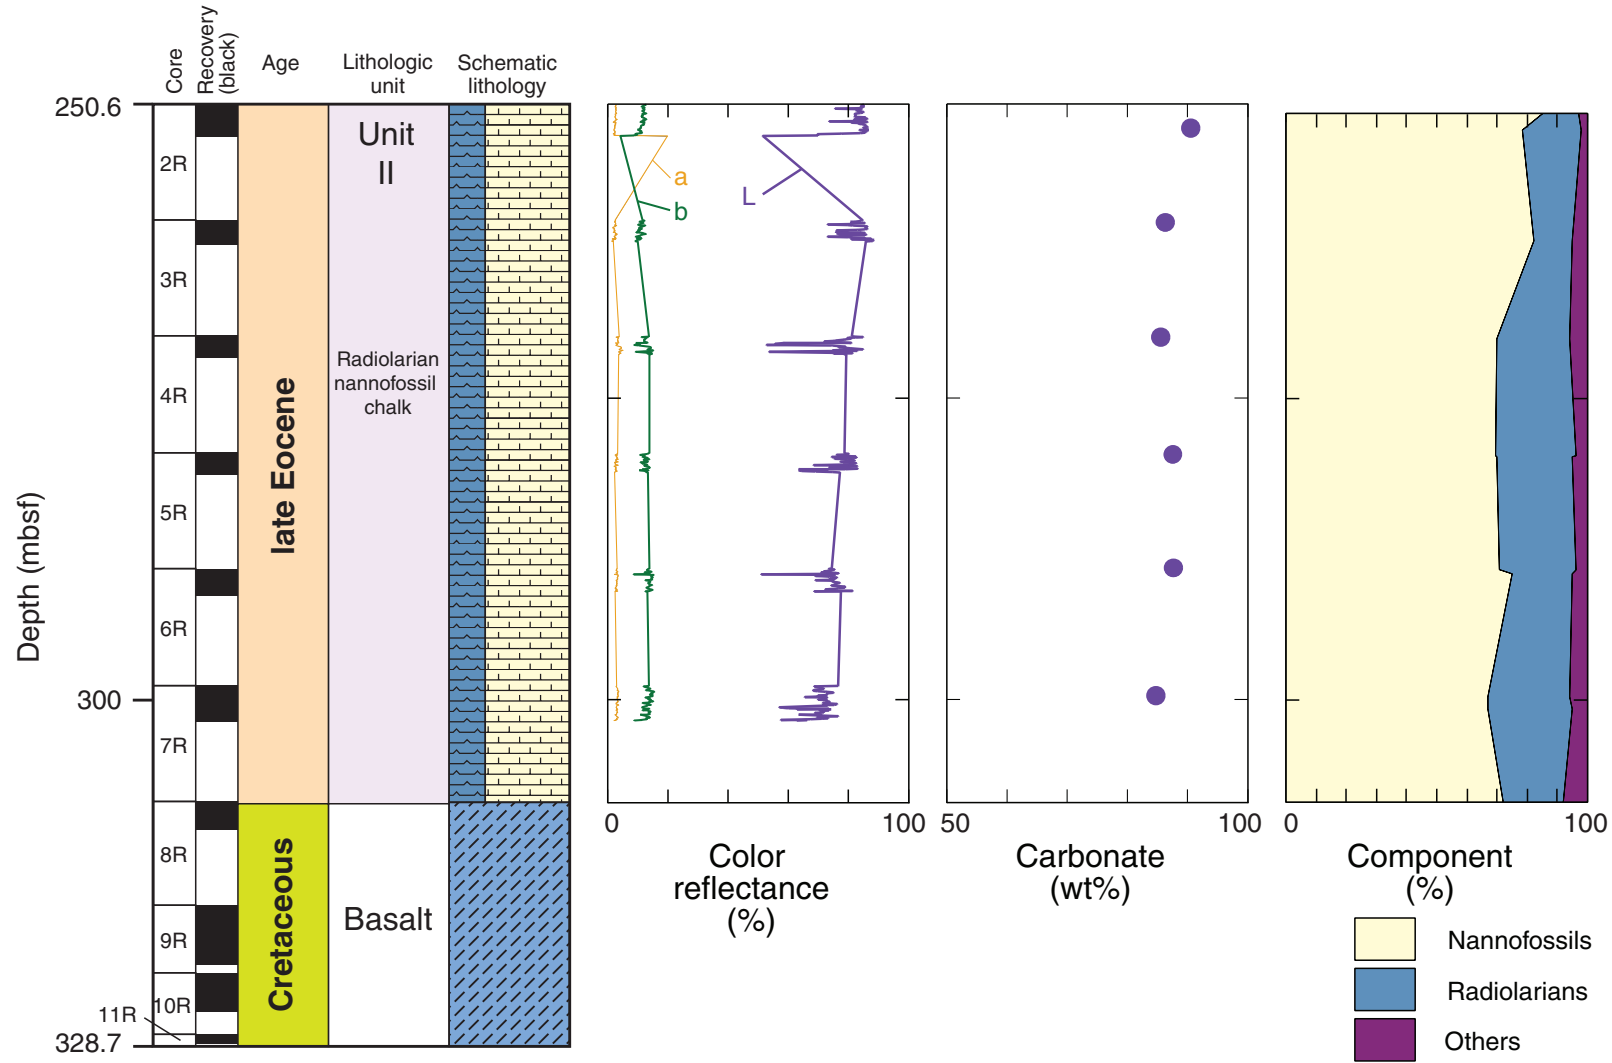 Core
Recovery
(black)
Age
Lithologic
unit
Schematic
lithology
250.6
300
328.7
Depth (mbsf)
2R
3R
4R
5R
6R
7R
8R
9R
10R
11R
late Eocene
Cretaceous
Unit
II
Radiolarian
nannofossil
chalk
Basalt
a
b
L
0
100
Color
reflectance
(%)
50
100
Carbonate
(wt%)
0
100
Component
(%)
Nannofossils
Radiolarians
Others